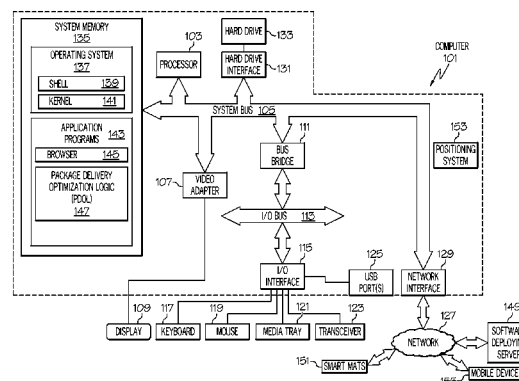 SYSTEM MEMORY
135
OPERATING SYSTEM
137
SHELL 139
KERNEL 141
APPLICATION
PROGRAMS 143
BROWSER 145
PACKAGE DELIVERY
OPTIMIZATION LOGIC
(PDOL)
147
103
PROCESSOR
HARD DRIVE
133
HARD DRIVE
INTERFACE
131
COMPUTER
101
SYSTEM BUS 105
111
BUS
BRIDGE
153
POSITIONING
SYSTEM
107
VIDEO
ADAPTER
I/O BUS 113
115
I/O
INTERFACE
125
USB
PORT(S)
129
NETWORK
INTERFACE
109
DISPLAY
117
KEYBOARD
119
MOUSE
121
MEDIA TRAY
123
TRANSCEIVER
127
NETWORK
149
SOFTWARE
DEPLOYING
SERVER
151
SMART MATS
MOBILE DEVICE